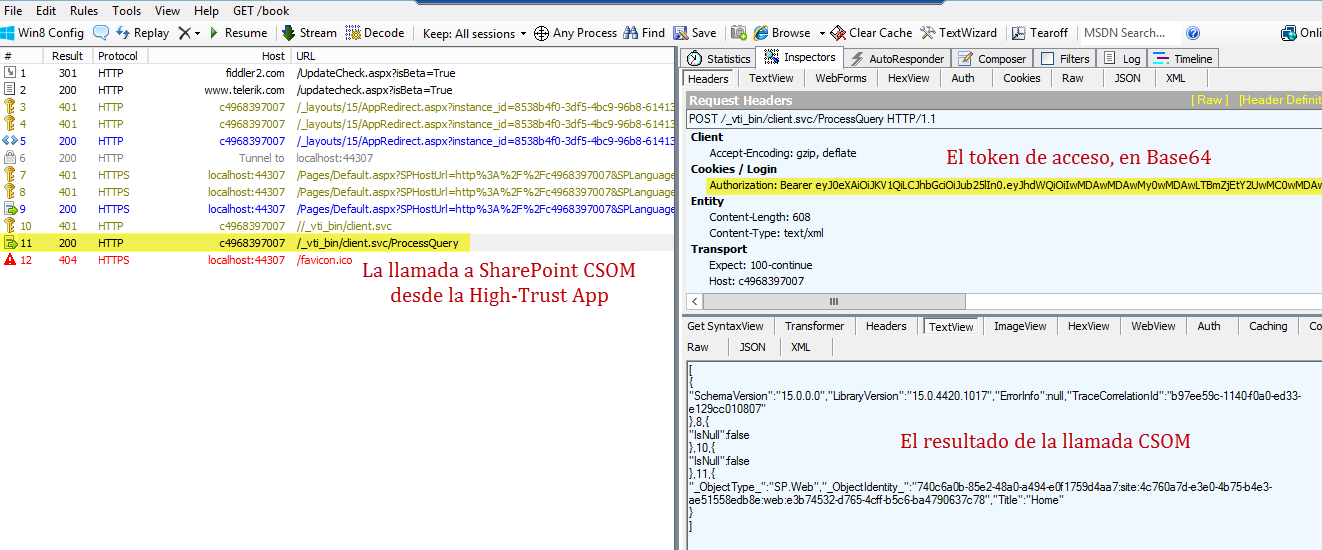 File Edit Rules Tools View Help GET /book
Win8 Config Replay Resume Stream Decode Keep: All sessions Any Process Find Save Browse Clear Cache TextWizard Tearoff MSDN Search... Onli
# Result Protocol Host URL
1 301 HTTP fiddler2.com /UpdateCheck.aspx?isBeta=True
2 200 HTTP www.telerik.com /updatecheck.aspx?isBeta=True
3 401 HTTP c4968397007 /_layouts/15/AppRedirect.aspx?instance_id=8538b4f0-3df5-4bc9-96b8-61413
4 401 HTTP c4968397007 /_layouts/15/AppRedirect.aspx?instance_id=8538b4f0-3df5-4bc9-96b8-61413
5 200 HTTP c4968397007 /_layouts/15/AppRedirect.aspx?instance_id=8538b4f0-3df5-4bc9-96b8-61413
6 200 HTTP Tunnel to localhost:44307
7 401 HTTPS localhost:44307 /Pages/Default.aspx?SPHostUrl=http%3A%2F%2Fc4968397007&SPLanguage
8 401 HTTPS localhost:44307 /Pages/Default.aspx?SPHostUrl=http%3A%2F%2Fc4968397007&SPLanguage
9 200 HTTPS localhost:44307 /Pages/Default.aspx?SPHostUrl=http%3A%2F%2Fc4968397007&SPLanguage
10 401 HTTP c4968397007 //_vti_bin/client.svc
11 200 HTTP c4968397007 /_vti_bin/client.svc/ProcessQuery
12 404 HTTPS localhost:44307 /favicon.ico
La llamada a SharePoint CSOM
desde la High-Trust App
Statistics Inspectors AutoResponder Composer Filters Log Timeline
Headers TextView WebForms HexView Auth Cookies Raw JSON XML
Request Headers [ Raw ] [Header Definit
POST /_vti_bin/client.svc/ProcessQuery HTTP/1.1
Client
Accept-Encoding: gzip, deflate
El token de acceso, en Base64
Cookies / Login
Authorization: Bearer eyJ0eXAiOiJKV1QiLCJhbGciOiJub25lIn0.eyJhdWQiOiIwMDAwMDAwMy0wMDAwLTBmZjEtY2UwMC0wMDAw
Entity
Content-Length: 608
Content-Type: text/xml
Transport
Expect: 100-continue
Host: c4968397007
Get SyntaxView Transformer Headers TextView ImageView HexView WebView Auth Caching Co
Raw JSON XML
[
{
"SchemaVersion":"15.0.0.0","LibraryVersion":"15.0.4420.1017","ErrorInfo":null,"TraceCorrelationId":"b97ee59c-1140-f0a0-ed33-
e129cc010807"
},8,{
"IsNull":false
},10,{
"IsNull":false
},11,{
"_ObjectType_":"SP.Web","_ObjectIdentity_":"740c6a0b-85e2-48a0-a494-e0f1759d4aa7:site:4c760a7d-e3e0-4b75-b4e3-
ae51558edb8e:web:e3b74532-d765-4cff-b5c6-ba4790637c78","Title":"Home"
}
]
El resultado de la llamada CSOM